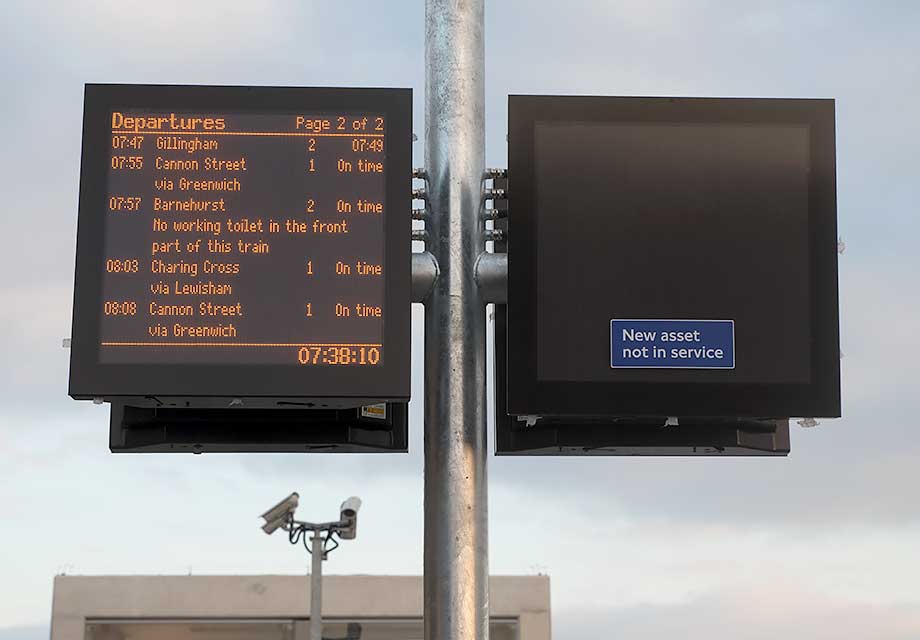 Departures Page 2 of 2
07:47 Gillingham 2 07:49
07:55 Cannon Street 1 On time
via Greenwich
07:57 Barnehurst 2 On time
No working toilet in the front
part of this train
08:03 Charing Cross 1 On time
via Lewisham
08:08 Cannon Street 1 On time
via Greenwich
07:38:10
New asset
not in service